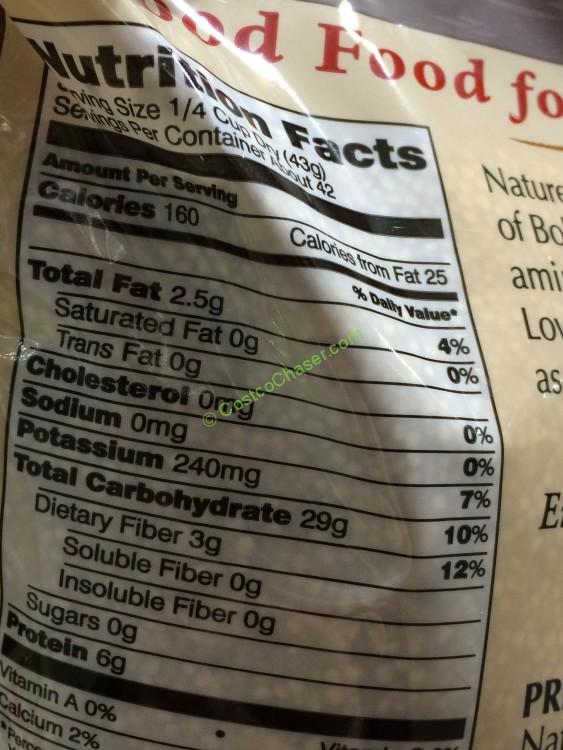 ood Food fo
Nutrition Facts
Serving Size 1/4 Cup Dry (43g)
Servings Per Container About 42
Amount Per Serving
Calories 160 Calories from Fat 25
% Daily Value*
Total Fat 2.5g 4%
Saturated Fat 0g 0%
Trans Fat 0g
Cholesterol 0mg 0%
Sodium 0mg 0%
Potassium 240mg 7%
Total Carbohydrate 29g 10%
Dietary Fiber 3g 12%
Soluble Fiber 0g
Insoluble Fiber 0g
Sugars 0g
Protein 6g
Vitamin A 0% •
Calcium 2%
Nature
of Bo
ami
Lo
as
E
PR
Na
© CostcoChaser.com